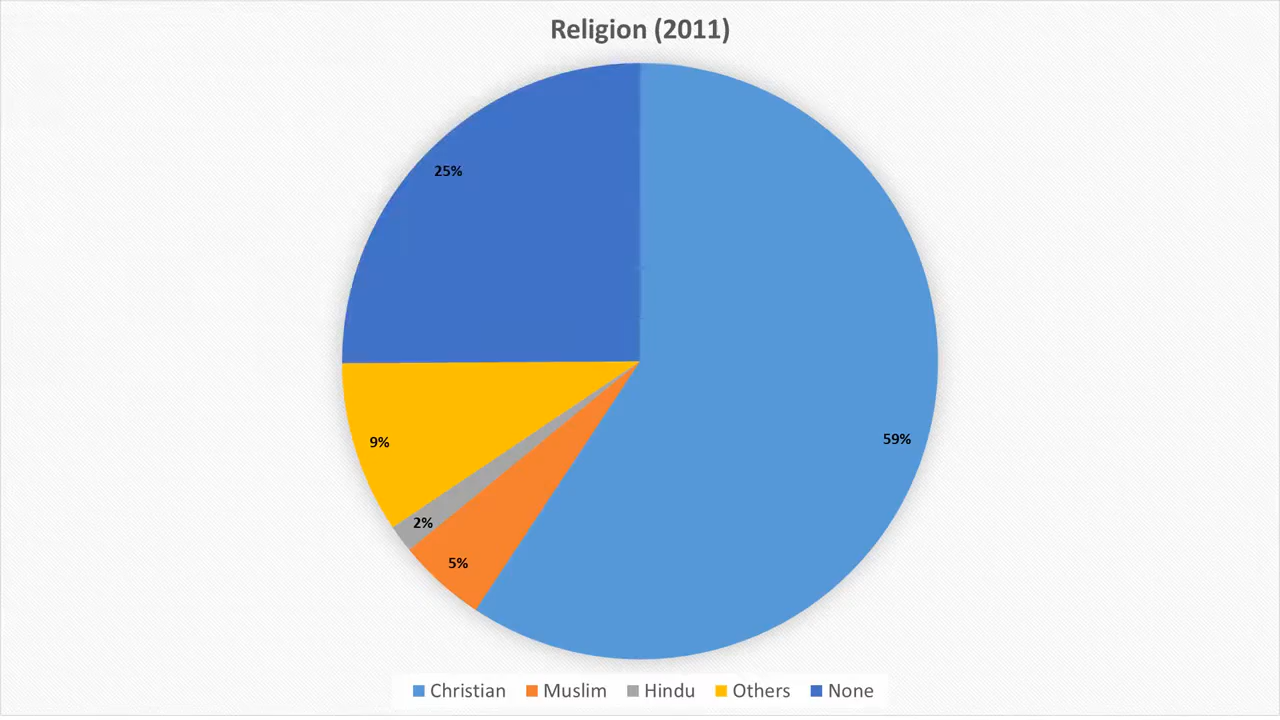 Religion (2011)
25%
59%
9%
2%
5%
Christian Muslim Hindu Others None